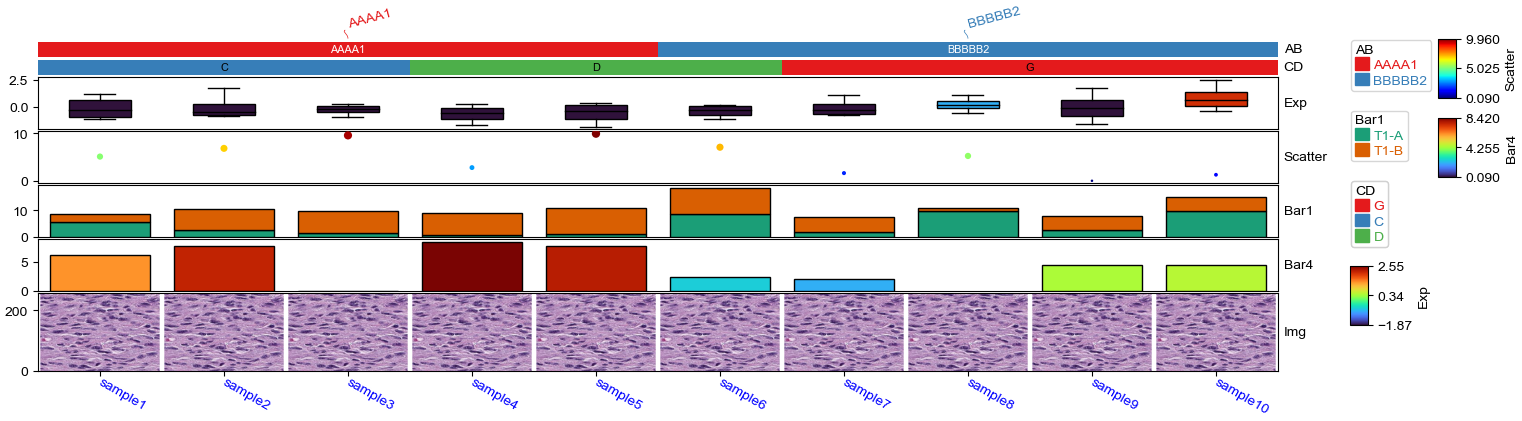 AAAA1
BBBBB2
AAAA1 BBBBB2 AB
C D G CD
2.5
0.0
Exp
10
0
Scatter
10
0
Bar1
5
0
Bar4
200
0
Img
sample1 sample2 sample3 sample4 sample5 sample6 sample7 sample8 sample9 sample10
AB
AAAA1
BBBBB2
Bar1
T1-A
T1-B
CD
G
C
D
2.55
0.34
−1.87
Exp
9.960
5.025
0.090
Scatter
8.420
4.255
0.090
Bar4